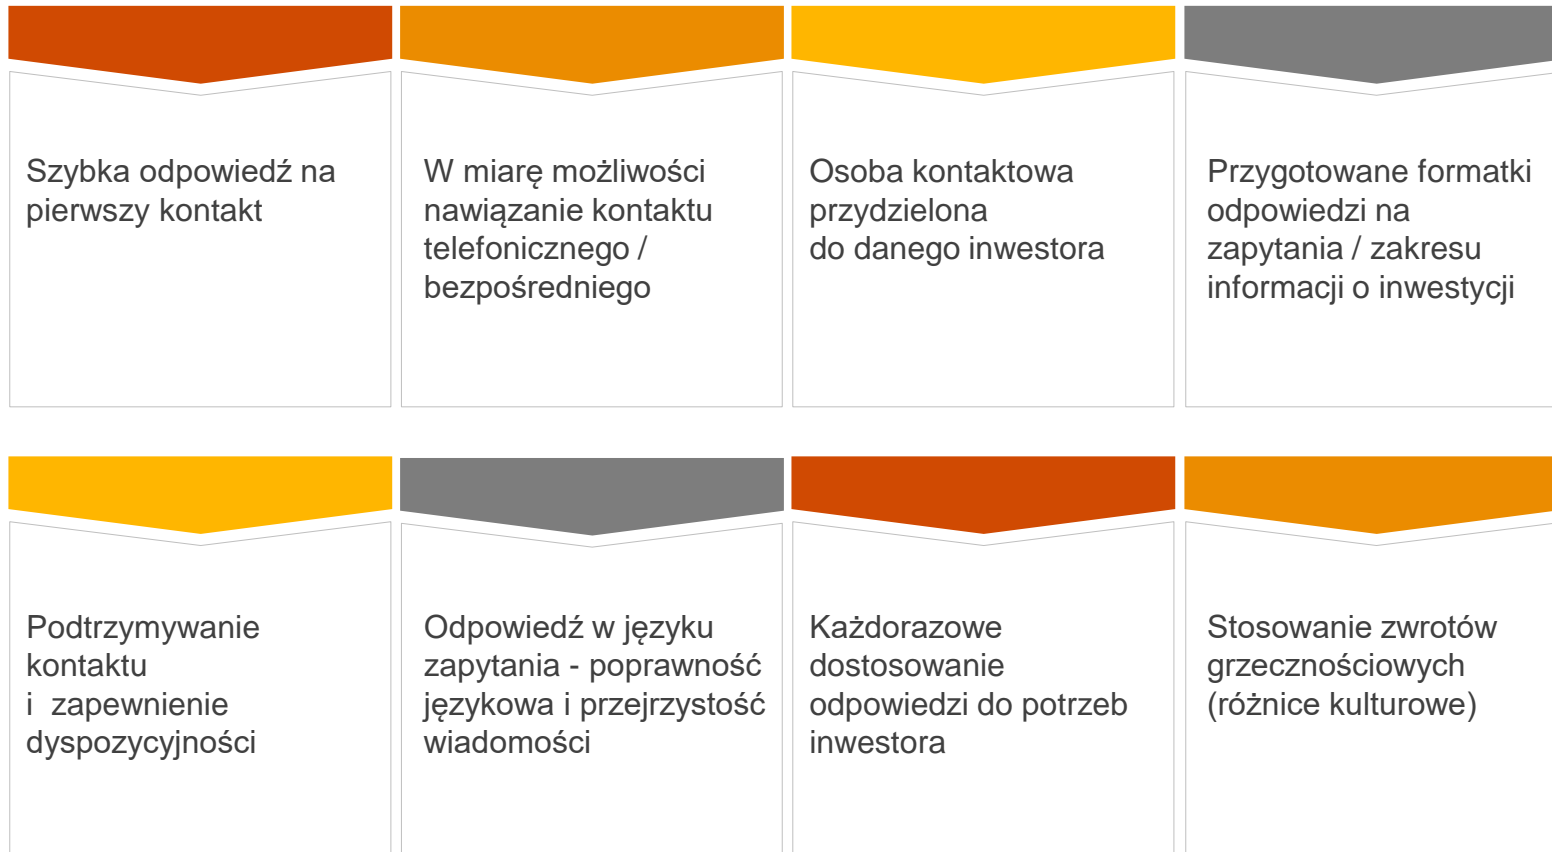 Szybka odpowiedź na
pierwszy kontakt
W miarę możliwości
nawiązanie kontaktu
telefonicznego /
bezpośredniego
Osoba kontaktowa
przydzielona
do danego inwestora
Przygotowane formatki
odpowiedzi na
zapytania / zakresu
informacji o inwestycji
Podtrzymywanie
kontaktu
i  zapewnienie
dyspozycyjności
Odpowiedź w języku
zapytania - poprawność
językowa i przejrzystość
wiadomości
Każdorazowe
dostosowanie
odpowiedzi do potrzeb
inwestora
Stosowanie zwrotów
grzecznościowych
(różnice kulturowe)